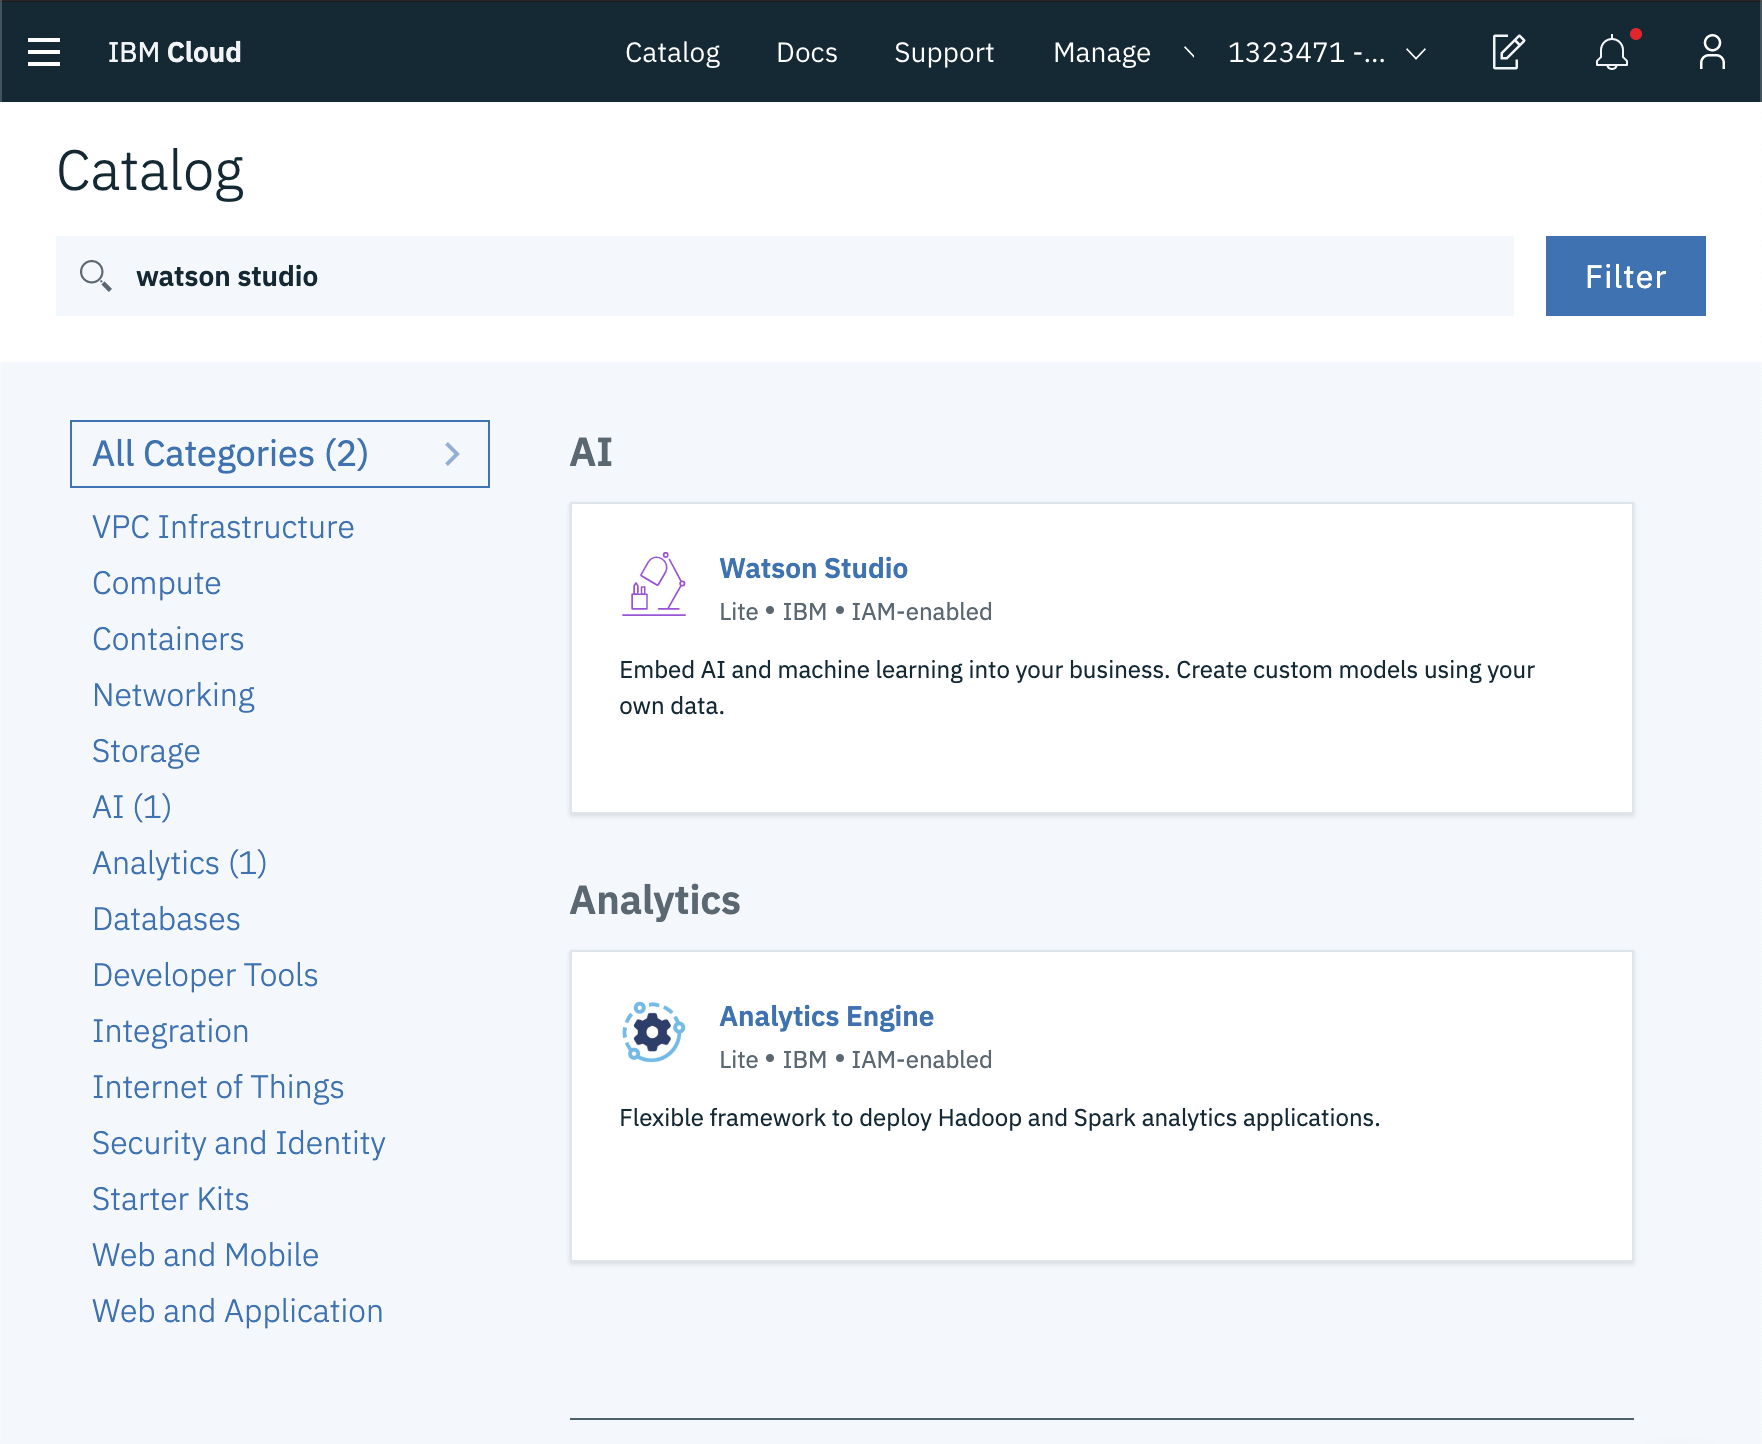 IBM Cloud Catalog Docs Support Manage 1323471 -...
Catalog
watson studio
Filter
All Categories (2)
VPC Infrastructure
Compute
Containers
Networking
Storage
AI (1)
Analytics (1)
Databases
Developer Tools
Integration
Internet of Things
Security and Identity
Starter Kits
Web and Mobile
Web and Application
AI
Watson Studio
Lite • IBM • IAM-enabled
Embed AI and machine learning into your business. Create custom models using your
own data.
Analytics
Analytics Engine
Lite • IBM • IAM-enabled
Flexible framework to deploy Hadoop and Spark analytics applications.